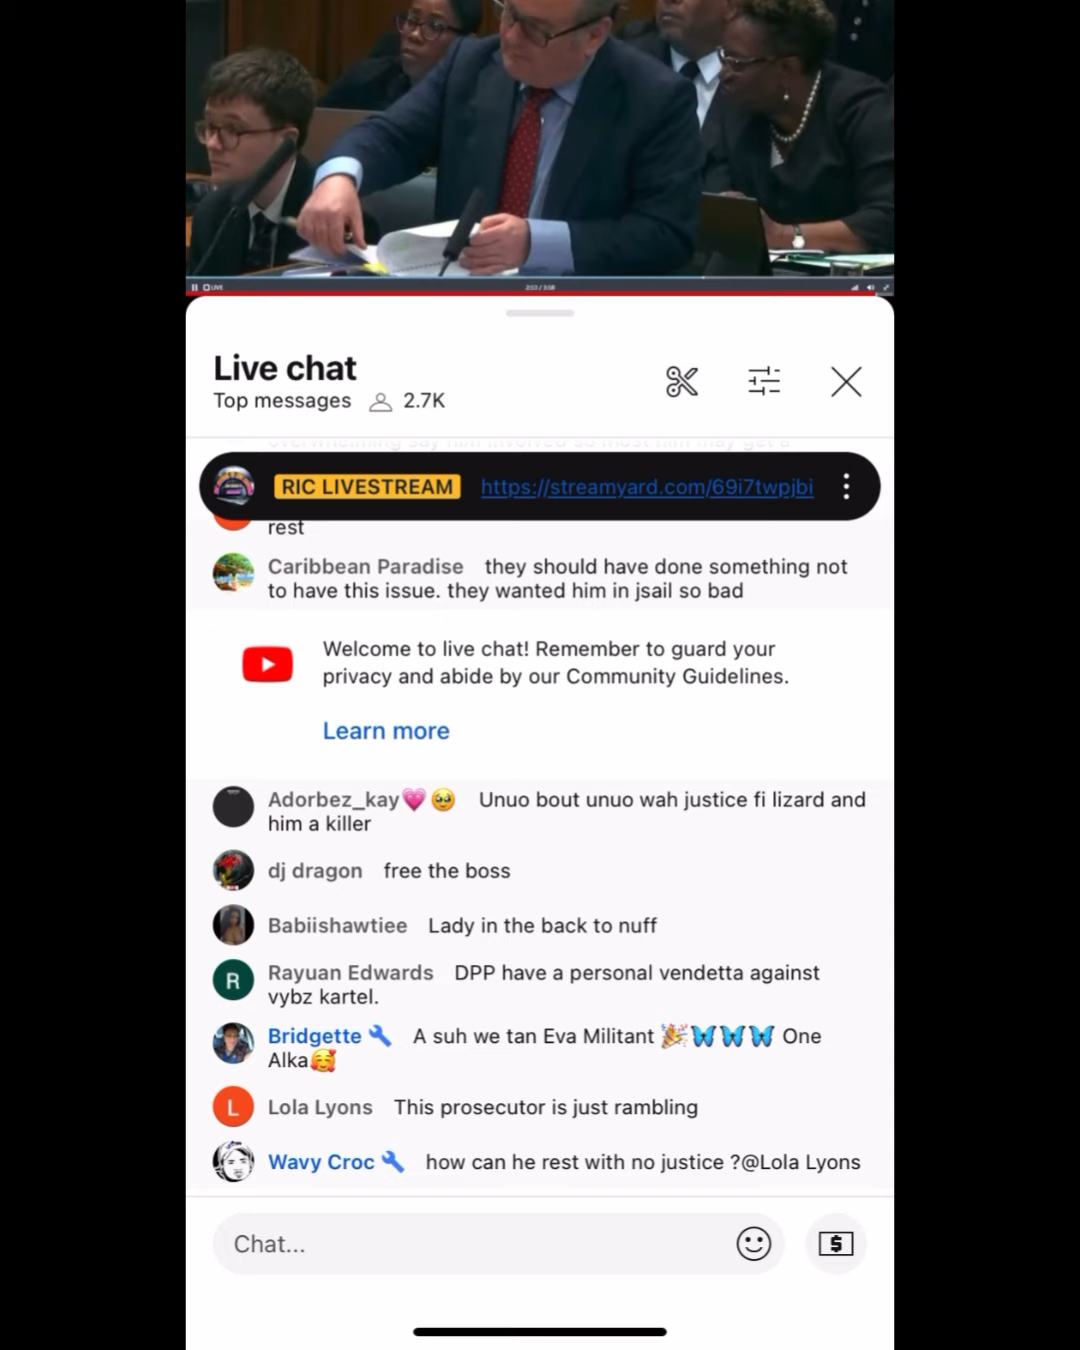 LIVE
2:53 / 3:58
Live chat
Top messages 2.7K
RIC LIVESTREAM https://streamyard.com/69i7twpjbi
rest
Caribbean Paradise they should have done something not
to have this issue. they wanted him in jsail so bad
Welcome to live chat! Remember to guard your
privacy and abide by our Community Guidelines.
Learn more
Adorbez_kay💗🥹 Unuo bout unuo wah justice fi lizard and
him a killer
dj dragon free the boss
Babiishawtiee Lady in the back to nuff
R
Rayuan Edwards DPP have a personal vendetta against
vybz kartel.
Bridgette 🔧 A suh we tan Eva Militant 🎉🦋🦋🦋 One
Alka🥰
L
Lola Lyons This prosecutor is just rambling
Wavy Croc 🔧 how can he rest with no justice ?@Lola Lyons
Chat...
$